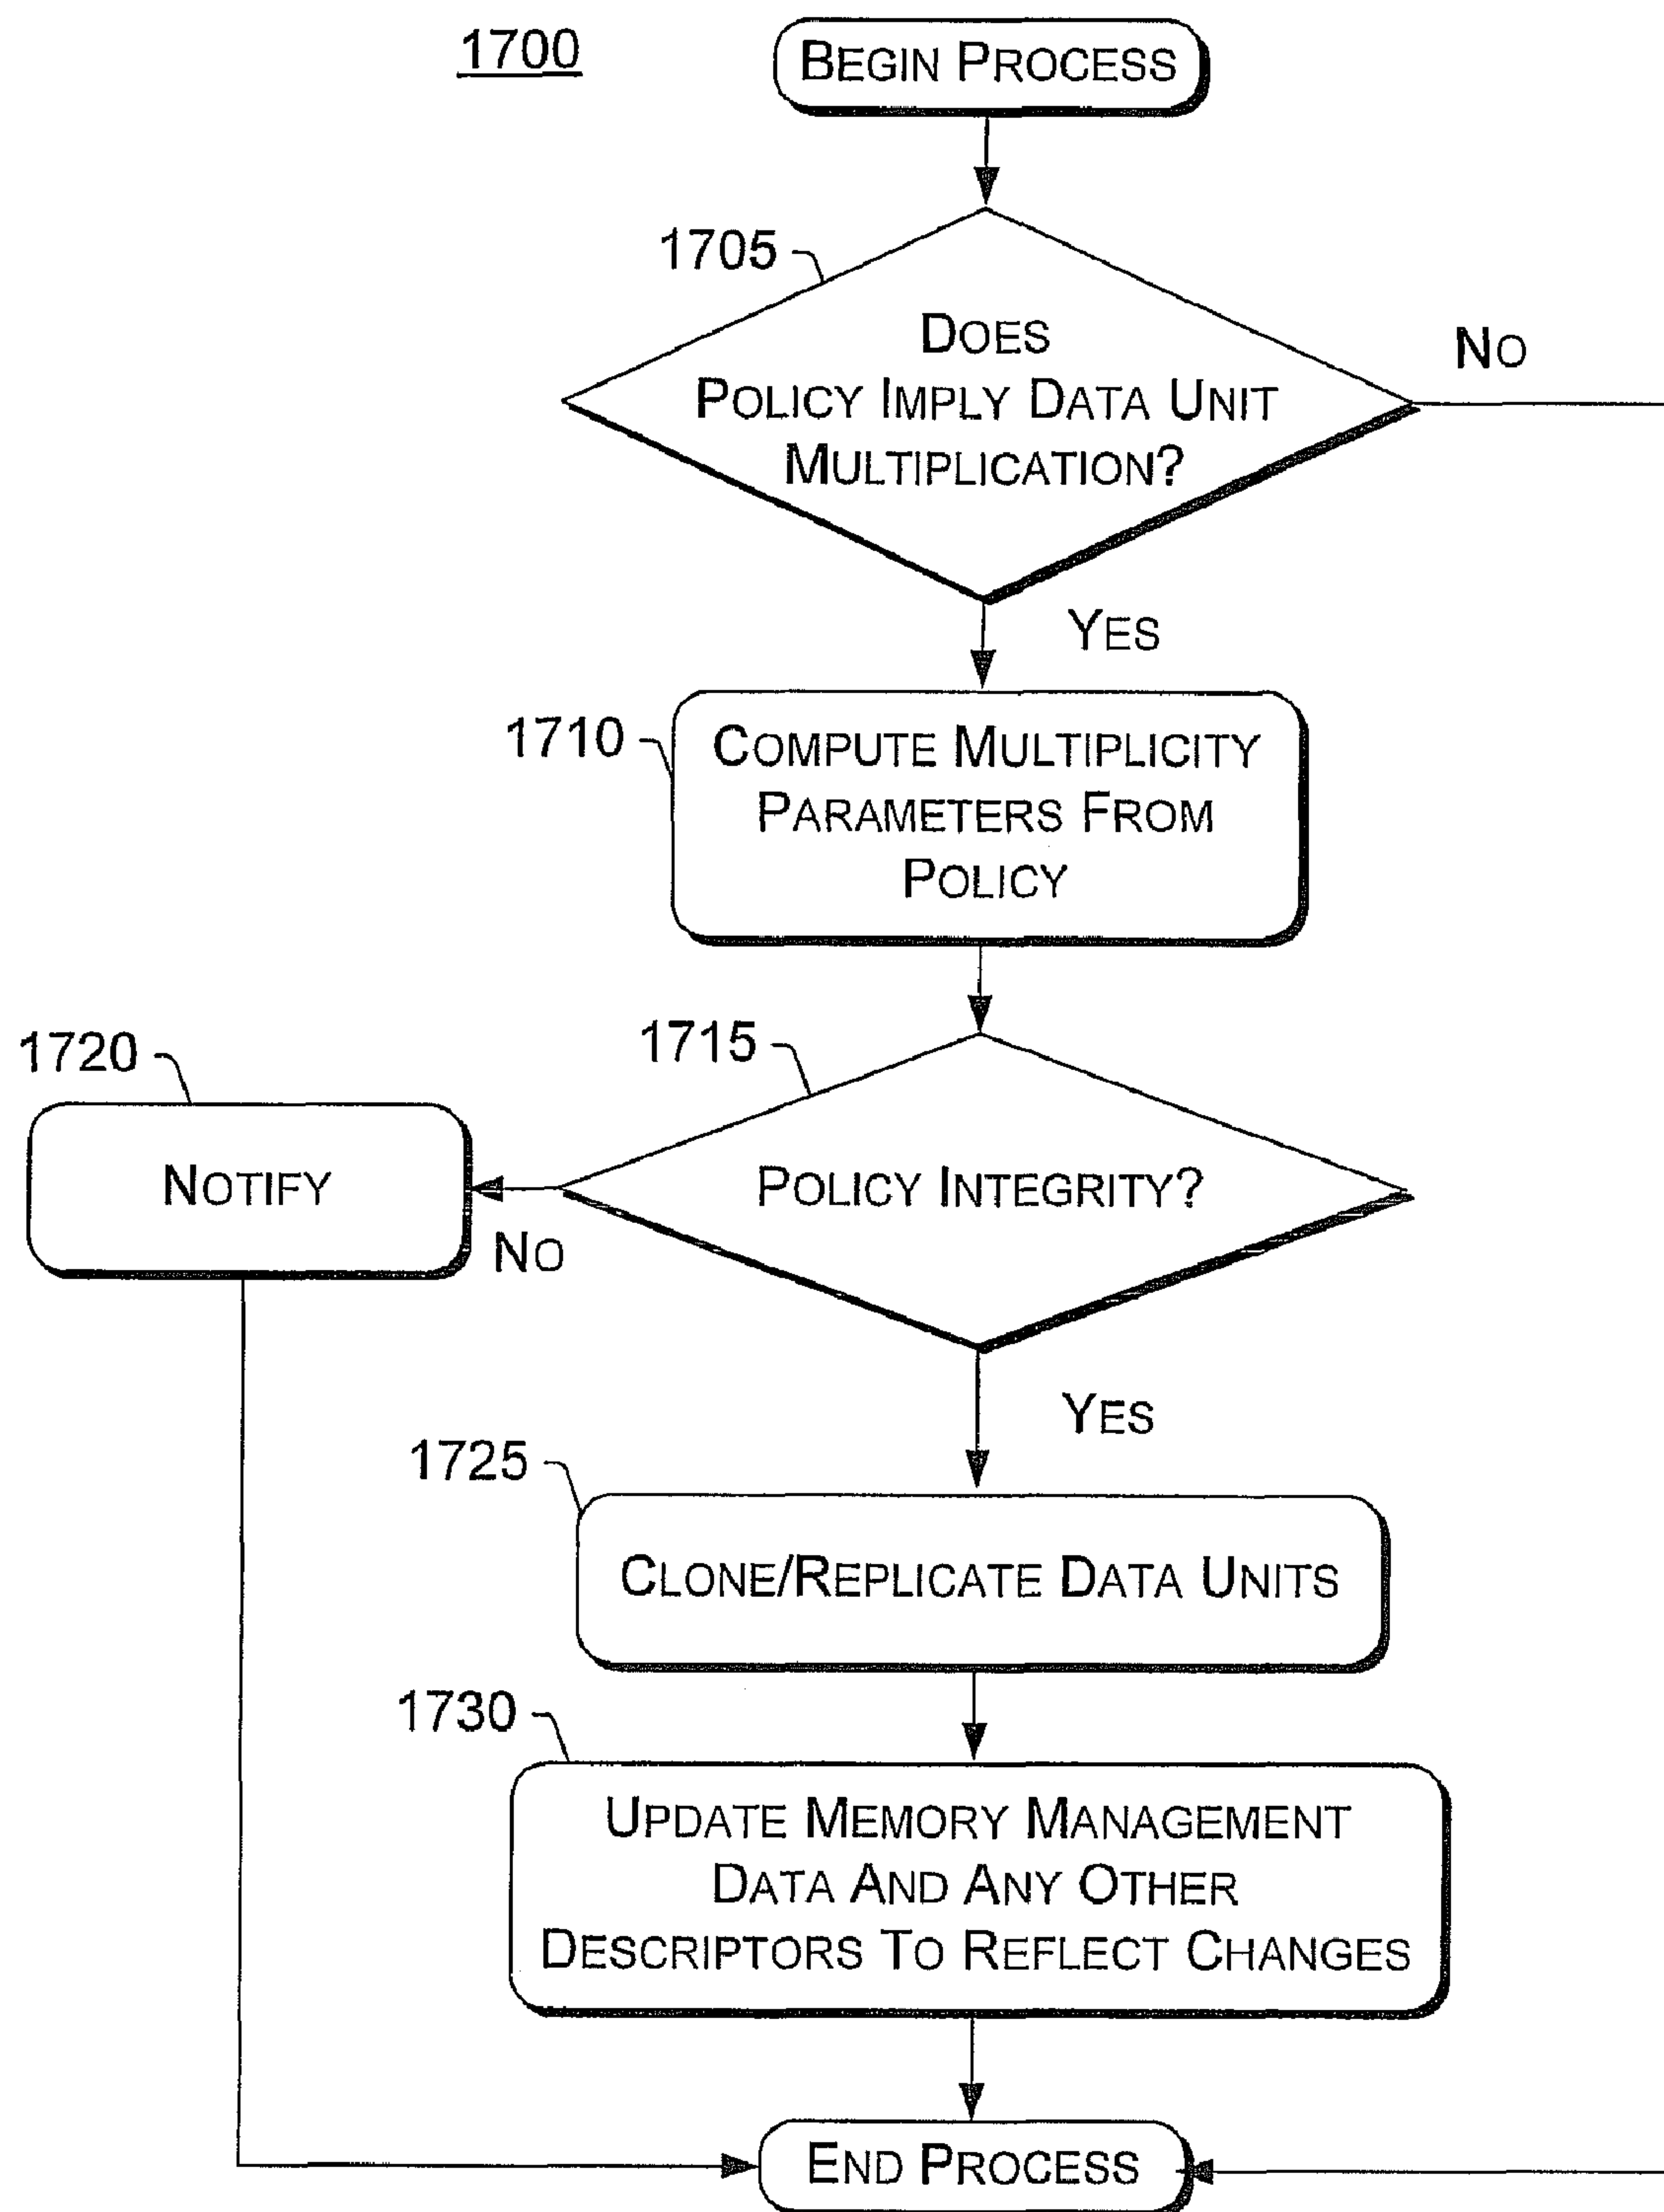 1700
BEGIN PROCESS
1705
DOES
POLICY IMPLY DATA UNIT
MULTIPLICATION?
NO
YES
1710
COMPUTE MULTIPLICITY
PARAMETERS FROM
POLICY
1720
1715
NOTIFY
POLICY INTEGRITY?
NO
YES
1725
CLONE/REPLICATE DATA UNITS
1730
UPDATE MEMORY MANAGEMENT
DATA AND ANY OTHER
DESCRIPTORS TO REFLECT CHANGES
END PROCESS